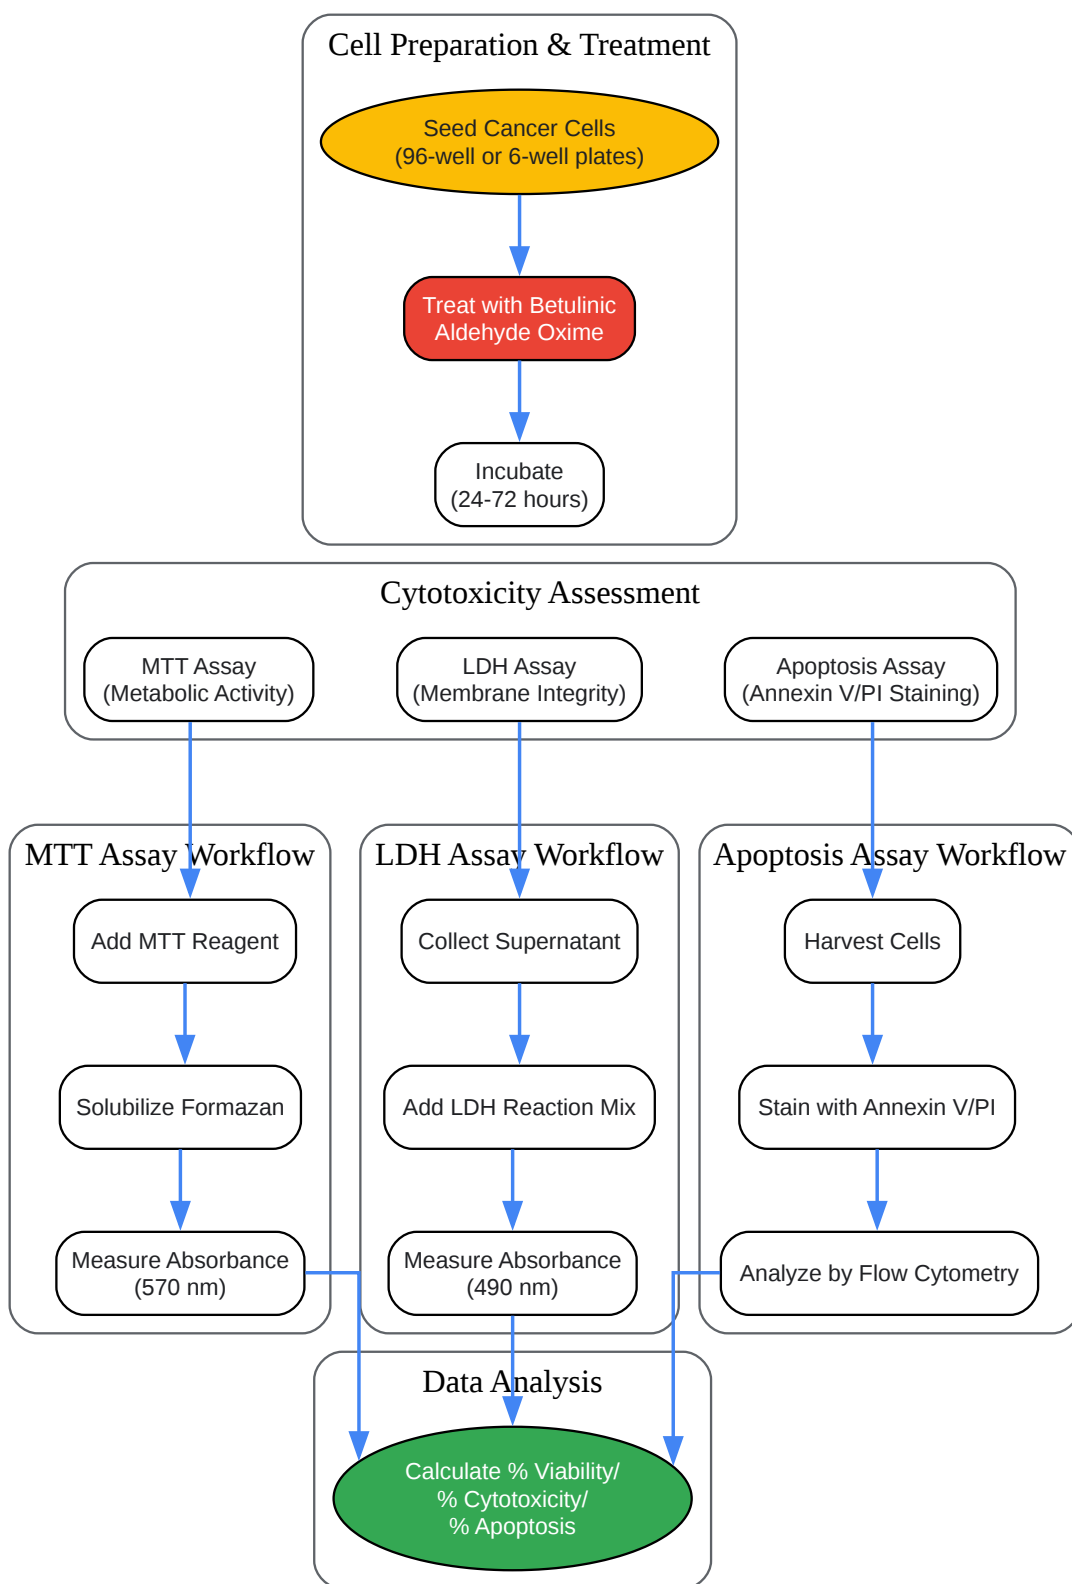 Cell Preparation & Treatment
Seed Cancer Cells
(96-well or 6-well plates)
Treat with Betulinic
Aldehyde Oxime
Incubate
(24-72 hours)
Cytotoxicity Assessment
MTT Assay
(Metabolic Activity)
LDH Assay
(Membrane Integrity)
Apoptosis Assay
(Annexin V/PI Staining)
MTT Assay Workflow
Add MTT Reagent
Solubilize Formazan
Measure Absorbance
(570 nm)
LDH Assay Workflow
Collect Supernatant
Add LDH Reaction Mix
Measure Absorbance
(490 nm)
Apoptosis Assay Workflow
Harvest Cells
Stain with Annexin V/PI
Analyze by Flow Cytometry
Data Analysis
Calculate % Viability/
% Cytotoxicity/
% Apoptosis